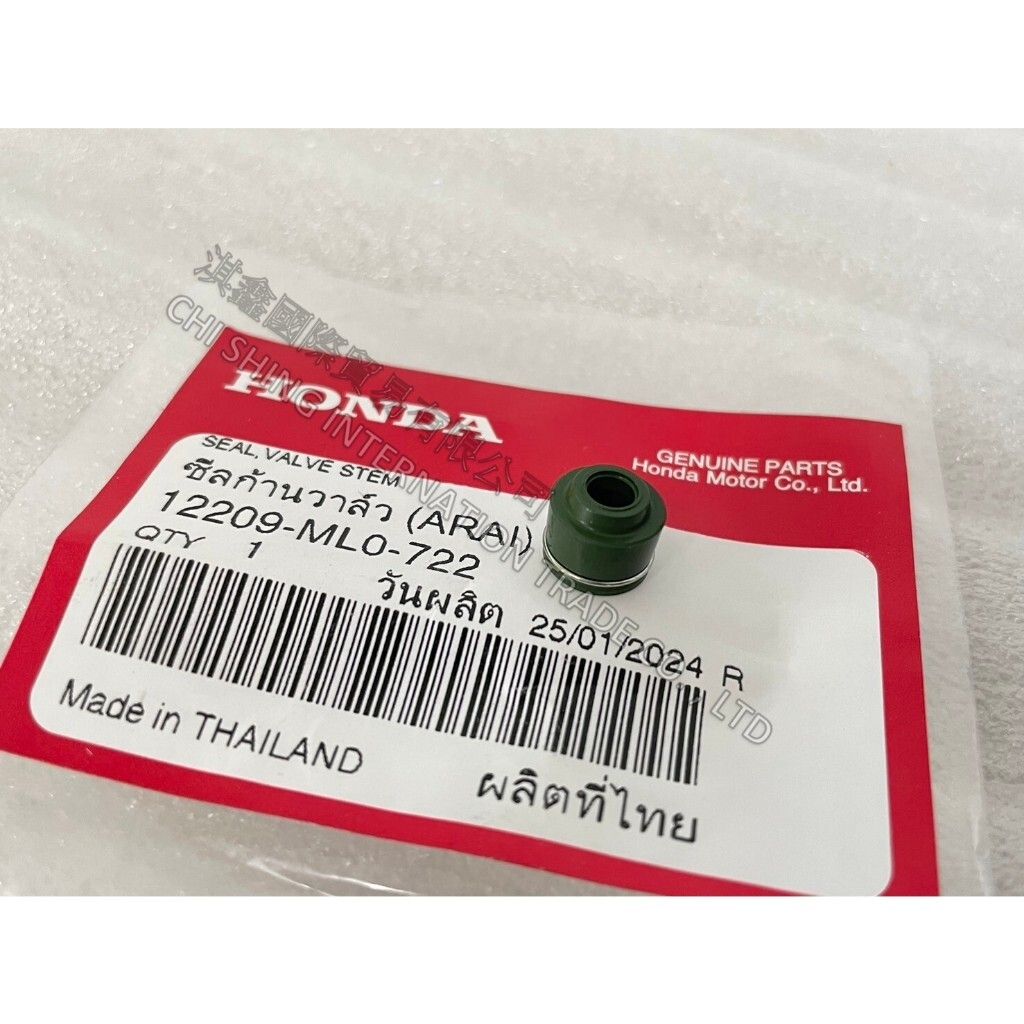 淇鑫國際貿易有限公司
CHI SHING INTERNATION TRADE CO., LTD
HONDA
GENUINE PARTS
Honda Motor Co., Ltd.
SEAL,VALVE STEM
ซีลก้านวาล์ว (ARAI)
12209-ML0-722
QTY 1
วันผลิต 25/01/2024 R
Made in THAILAND
ผลิตที่ไทย